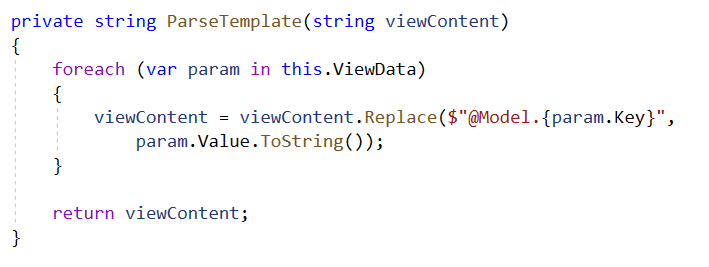 private string ParseTemplate(string viewContent)
{
    foreach (var param in this.ViewData)
    {
        viewContent = viewContent.Replace($"@Model.{param.Key}",
            param.Value.ToString());
    }

    return viewContent;
}